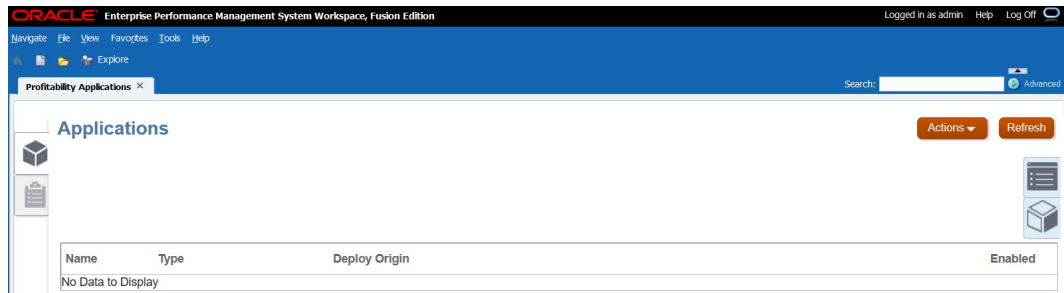 ORACLE Enterprise Performance Management System Workspace, Fusion Edition Logged in as admin Help Log Off
Navigate File View Favorites Tools Help
Explore
Profitability Applications × Search: Advanced
Applications Actions Refresh
Name Type Deploy Origin Enabled
No Data to Display